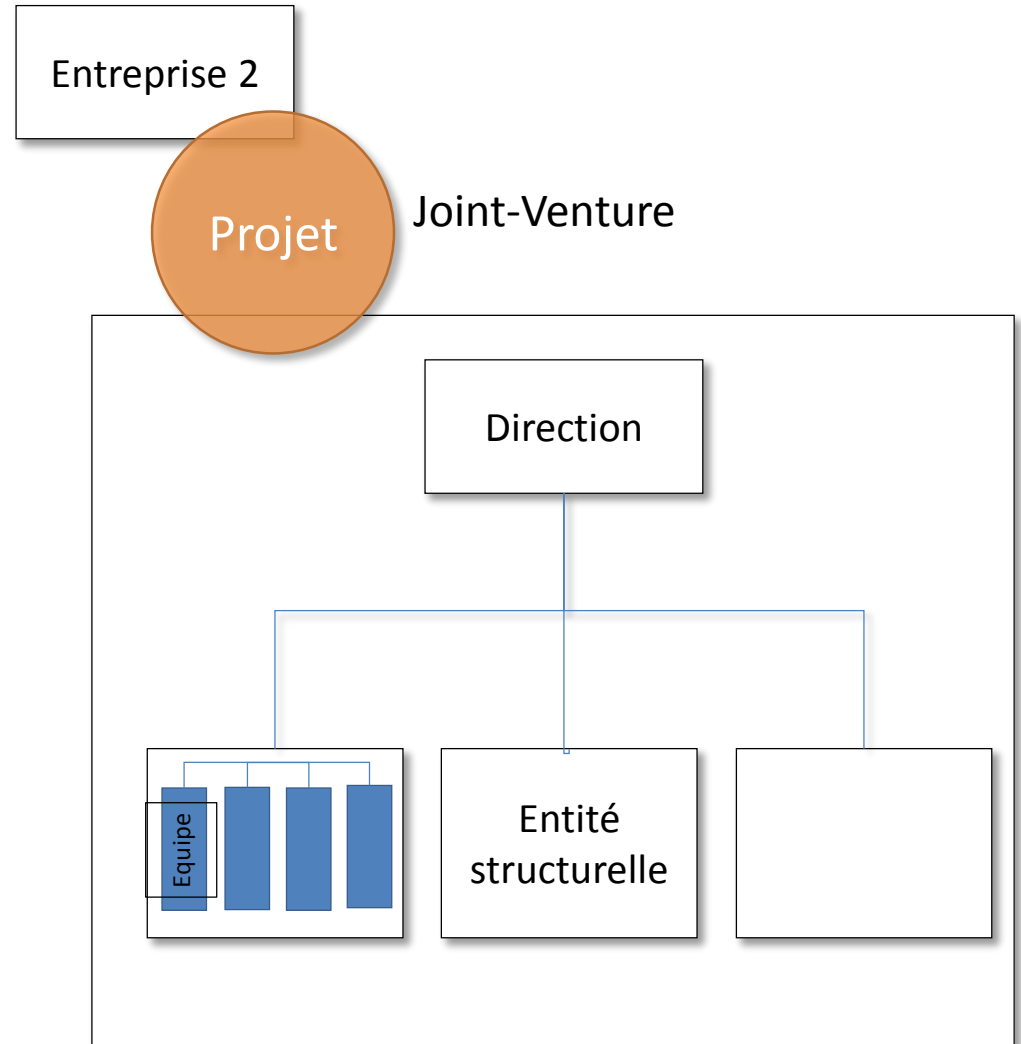 Entreprise 2
Projet
Joint-Venture
Direction
Equipe
Entité
structurelle